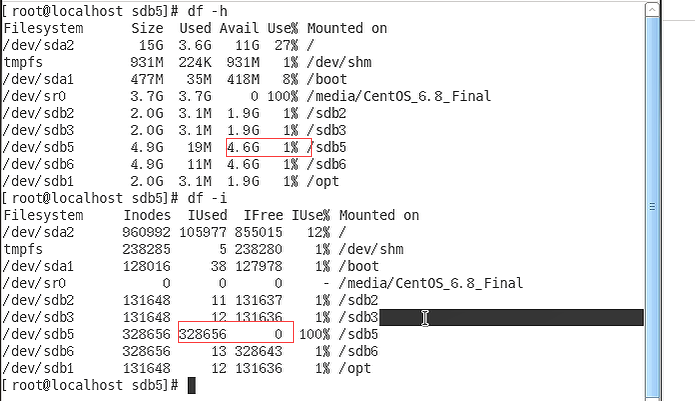 [root@localhost sdb5]# df -h
Filesystem      Size  Used Avail Use% Mounted on
/dev/sda2        15G  3.6G   11G  27% /
tmpfs           931M  224K  931M   1% /dev/shm
/dev/sda1       477M   35M  418M   8% /boot
/dev/sr0        3.7G  3.7G     0 100% /media/CentOS_6.8_Final
/dev/sdb2       2.0G  3.1M  1.9G   1% /sdb2
/dev/sdb3       2.0G  3.1M  1.9G   1% /sdb3
/dev/sdb5       4.9G   19M  4.6G   1% /sdb5
/dev/sdb6       4.9G   11M  4.6G   1% /sdb6
/dev/sdb1       2.0G  3.1M  1.9G   1% /opt
[root@localhost sdb5]# df -i
Filesystem     Inodes  IUsed  IFree IUse% Mounted on
/dev/sda2      960992 105977 855015   12% /
tmpfs          238285      5 238280    1% /dev/shm
/dev/sda1      128016     38 127978    1% /boot
/dev/sr0            0      0      0     - /media/CentOS_6.8_Final
/dev/sdb2      131648     11 131637    1% /sdb2
/dev/sdb3      131648     12 131636    1% /sdb3
/dev/sdb5      328656 328656      0  100% /sdb5
/dev/sdb6      328656     13 328643    1% /sdb6
/dev/sdb1      131648     12 131636    1% /opt
[root@localhost sdb5]#